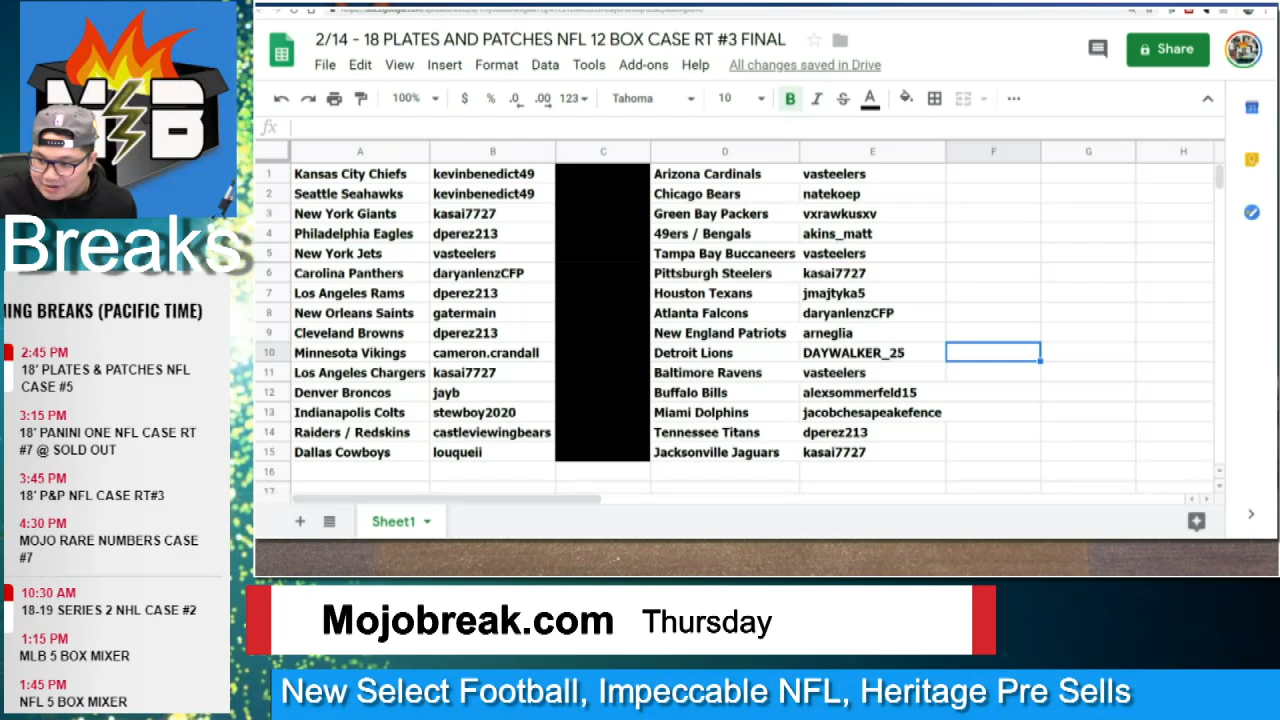 2/14 - 18 PLATES AND PATCHES NFL 12 BOX CASE RT #3 FINAL
File Edit View Insert Format Data Tools Add-ons Help All changes saved in Drive
Share
100% $ % .0 .00 123 Tahoma 10 B I S A
fx
A B C D E F G H
1 Kansas City Chiefs kevinbenedict49 Arizona Cardinals vasteelers
2 Seattle Seahawks kevinbenedict49 Chicago Bears natekoep
3 New York Giants kasai7727 Green Bay Packers vxrawkusxv
4 Philadelphia Eagles dperez213 49ers / Bengals akins_matt
5 New York Jets vasteelers Tampa Bay Buccaneers vasteelers
6 Carolina Panthers daryanlenzCFP Pittsburgh Steelers kasai7727
7 Los Angeles Rams dperez213 Houston Texans jmajtyka5
8 New Orleans Saints gatermain Atlanta Falcons daryanlenzCFP
9 Cleveland Browns dperez213 New England Patriots arneglia
10 Minnesota Vikings cameron.crandall Detroit Lions DAYWALKER_25
11 Los Angeles Chargers kasai7727 Baltimore Ravens vasteelers
12 Denver Broncos jayb Buffalo Bills alexsommerfeld15
13 Indianapolis Colts stewboy2020 Miami Dolphins jacobchesapeakefence
14 Raiders / Redskins castleviewingbears Tennessee Titans dperez213
15 Dallas Cowboys louqueii Jacksonville Jaguars kasai7727
16
17
Sheet1
M B
Breaks
NING BREAKS (PACIFIC TIME)
2:45 PM
18' PLATES & PATCHES NFL
CASE #5
3:15 PM
18' PANINI ONE NFL CASE RT
#7 @ SOLD OUT
3:45 PM
18' P&P NFL CASE RT#3
4:30 PM
MOJO RARE NUMBERS CASE
#7
10:30 AM
18-19 SERIES 2 NHL CASE #2
1:15 PM
MLB 5 BOX MIXER
1:45 PM
NFL 5 BOX MIXER
Mojobreak.com Thursday
New Select Football, Impeccable NFL, Heritage Pre Sells